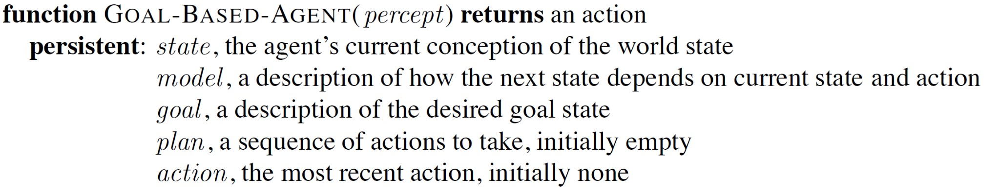 function GOAL-BASED-AGENT(percept) returns an action
persistent: state, the agent’s current conception of the world state
model, a description of how the next state depends on current state and action
goal, a description of the desired goal state
plan, a sequence of actions to take, initially empty
action, the most recent action, initially none